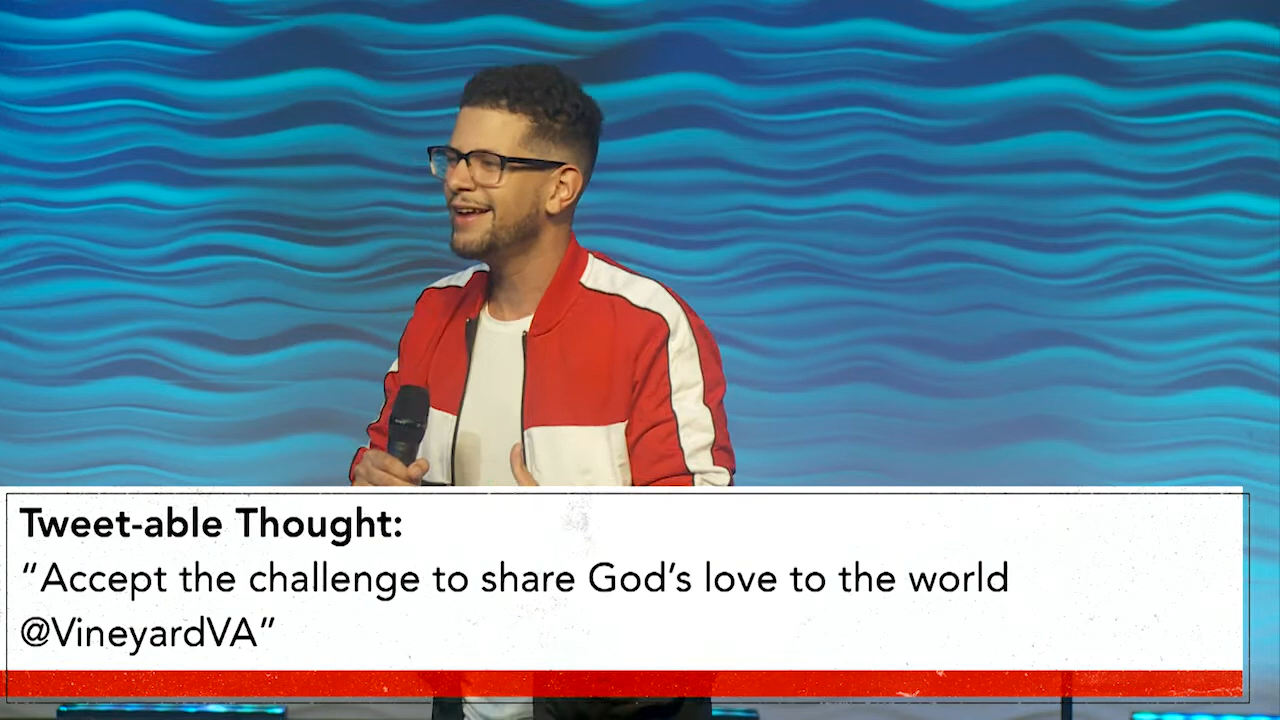 Tweet-able Thought:
“Accept the challenge to share God’s love to the world
@VineyardVA”